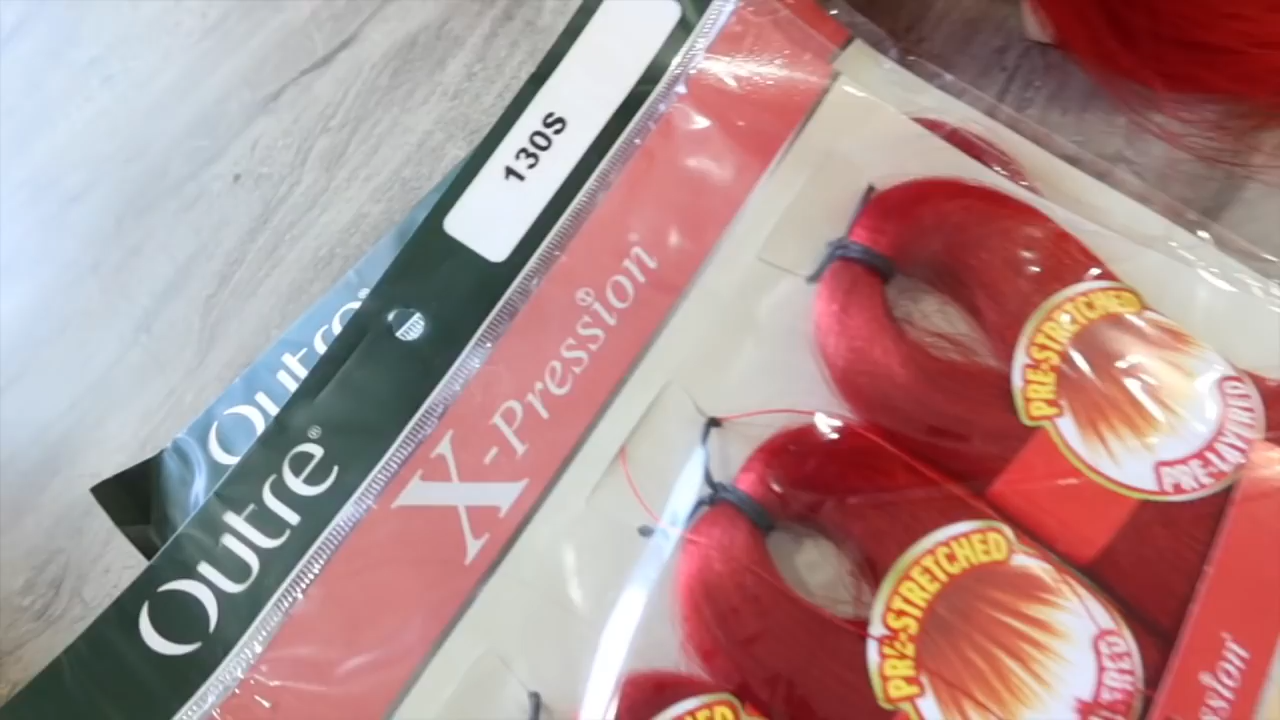 130S
Outre
Outre®
X-Pression®
PRE-STRETCHED
PRE-LAYERED
PRE-STRETCHED